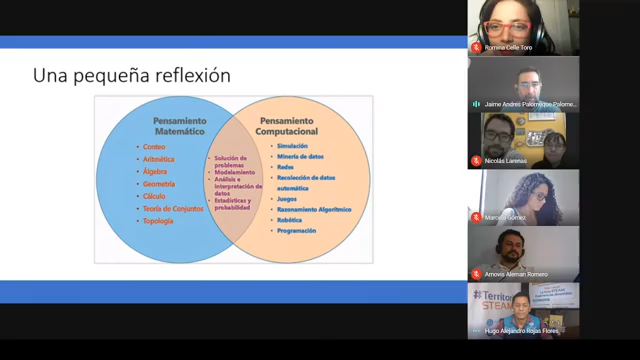 Una pequeña reflexión
Pensamiento
Matemático
• Conteo
• Aritmética
• Álgebra
• Geometría
• Cálculo
• Teoría de Conjuntos
• Topología
• Solución de
problemas
• Modelamiento
• Análisis e
interpretación de
datos
• Estadísticas y
probabilidad
Pensamiento
Computacional
• Simulación
• Minería de datos
• Redes
• Recolección de datos
automática
• Juegos
• Razonamiento Algorítmico
• Robótica
• Programación
Romina Celle Toro
Jaime Andres Palomeque Palome...
Nicolás Larenas
Marcela Gómez
Arnovis Aleman Romero
#Territor
STEAM
Hugo Alejandro Rojas Flores